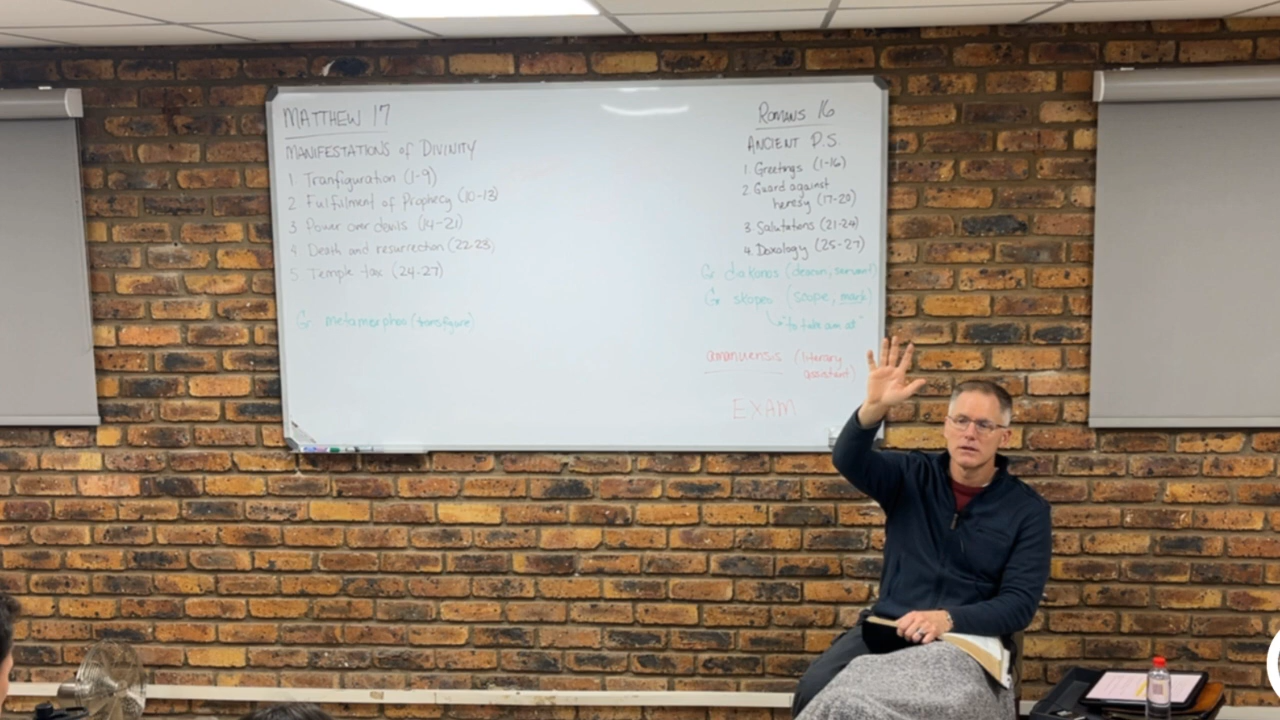 MATTHEW 17
MANIFESTATIONS of DIVINITY
1 Tranfiguration (1-9)
2 Fulfilment of Prophecy (10-13)
3 Power over devils (14-21)
4 Death and resurrection (22-23)
5 Temple tax (24-27)
Gr metamorphoo (transfigure)
Romans 16
ANCIENT P.S.
1. Greetings (1-16)
2. Guard against
heresy (17-20)
3. Salutations (21-24)
4. Doxology (25-27)
Gr diakonos (deacon, servant)
Gr skopeo (scope, mark)
"to take aim at"
amanuensis (literary
assistant)
EXAM